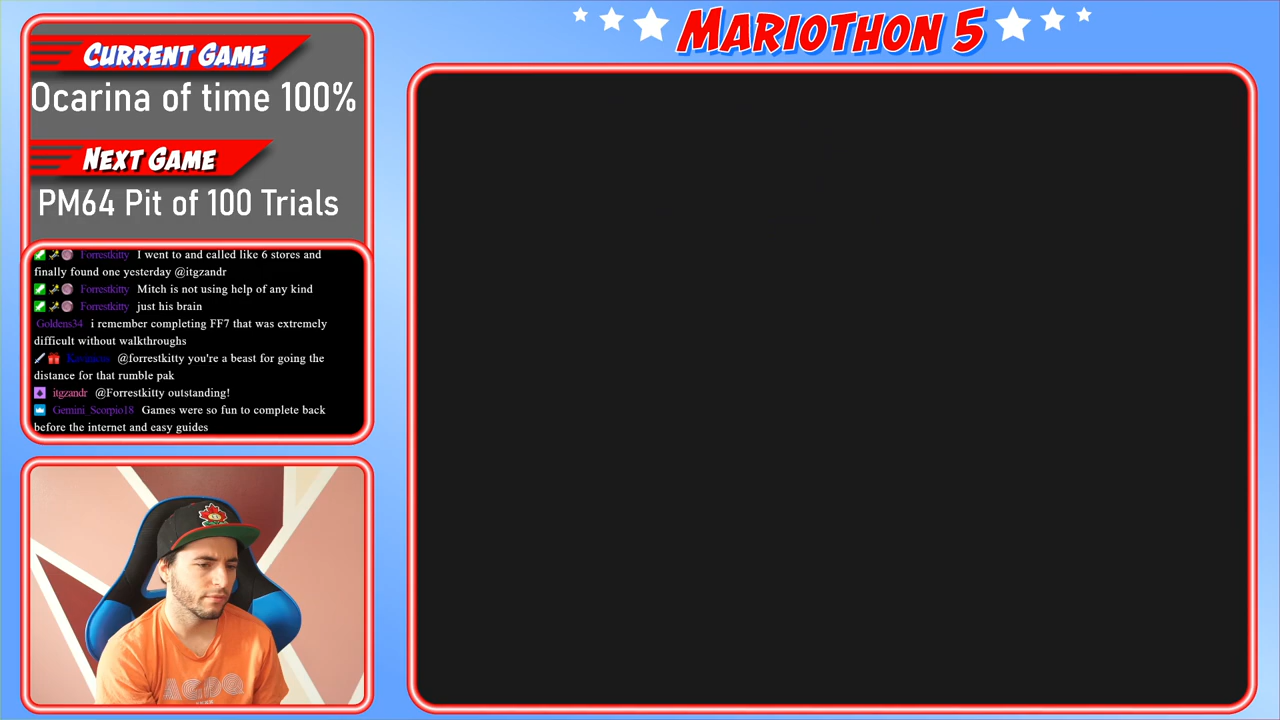 MARIOTHON 5
CURRENT GAME
Ocarina of time 100%
NEXT GAME
PM64 Pit of 100 Trials
Forrestkitty I went to and called like 6 stores and
finally found one yesterday @itgzandr
Forrestkitty Mitch is not using help of any kind
Forrestkitty just his brain
Goldens34 i remember completing FF7 that was extremely
difficult without walkthroughs
@forrestkitty you're a beast for going the
distance for that rumble pak
itgzandr @Forrestkitty outstanding!
Gemini_Scorpio18 Games were so fun to complete back
before the internet and easy guides
AGDQ